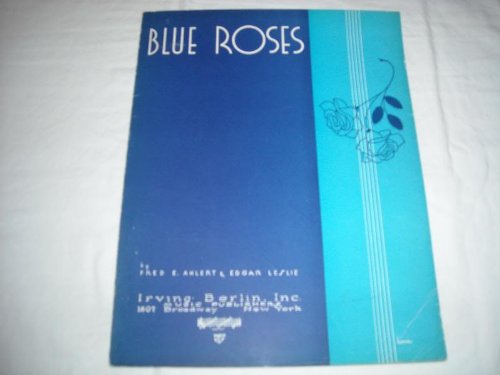 BLUE ROSES
by
FRED E. AHLERT & EDGAR LESLIE
Irving Berlin, Inc.
MUSIC PUBLISHERS
1607 Broadway New York